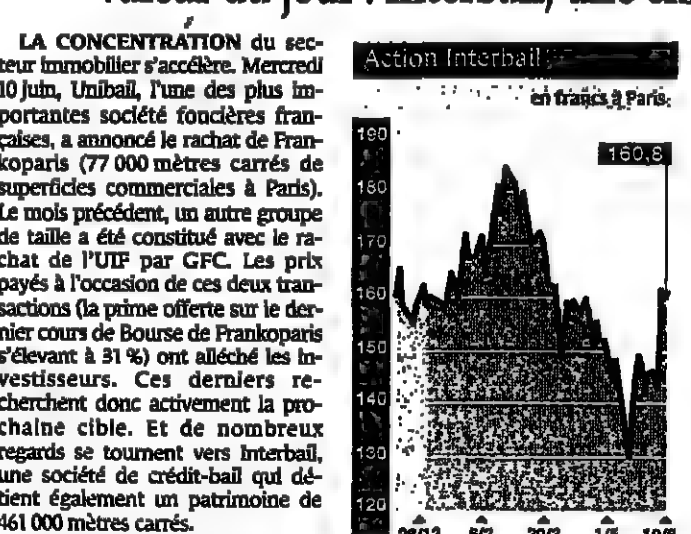 LA CONCENTRATION du sec-
teur immobilier s'accélère. Mercredi
10 juin, Unibail, l'une des plus im-
portantes société foncières fran-
çaises, a annoncé le rachat de Fran-
koparis (77 000 mètres carrés de
superficies commerciales à Paris).
Le mois précédent, un autre groupe
de taille a été constitué avec le ra-
chat de l'UIF par GFC. Les prix
payés à l'occasion de ces deux tran-
sactions (la prime offerte sur le der-
nier cours de Bourse de Frankoparis
s'élevant à 31 %) ont alléché les in-
vestisseurs. Ces derniers re-
cherchent donc activement la pro-
chaine cible. Et de nombreux
regards se tournent vers Interbail,
une société de crédit-bail qui dé-
tient également un patrimoine de
461 000 mètres carrés.
Action Interbail
en francs à Paris
190
160,8
180
170
160
150
140
130
120